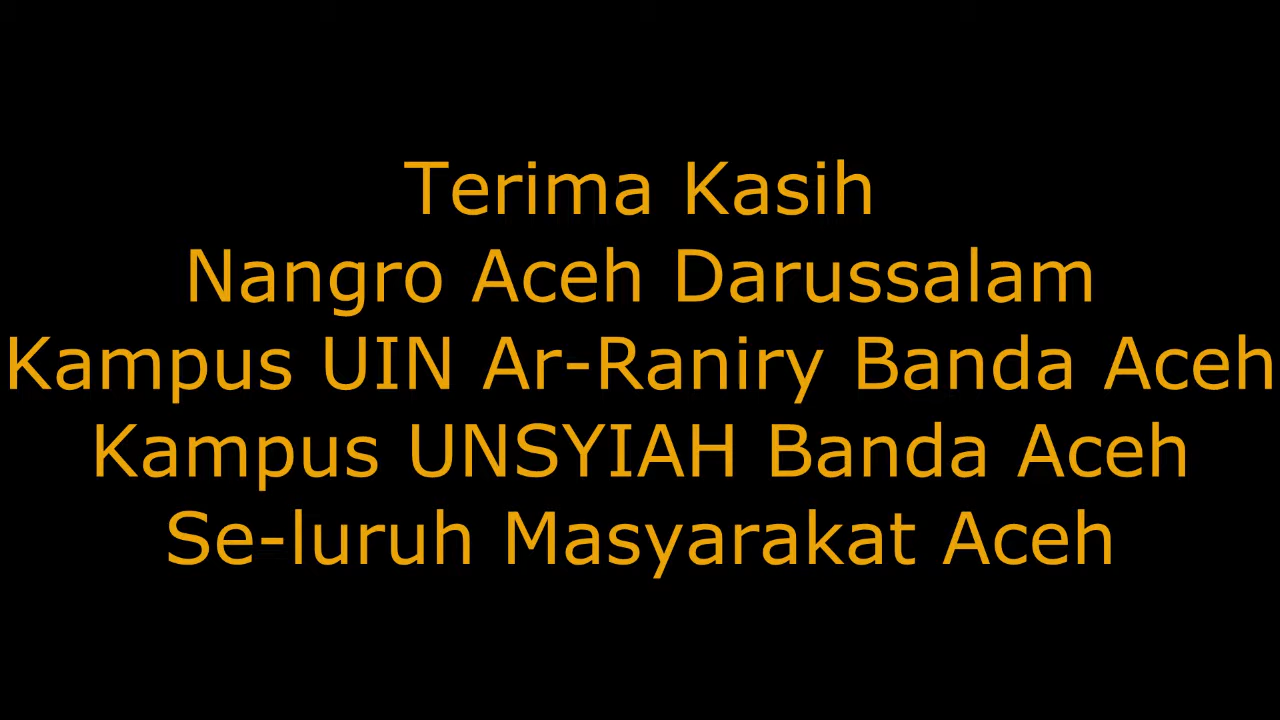 Terima Kasih
Nangro Aceh Darussalam
Kampus UIN Ar-Raniry Banda Aceh
Kampus UNSYIAH Banda Aceh
Se-luruh Masyarakat Aceh